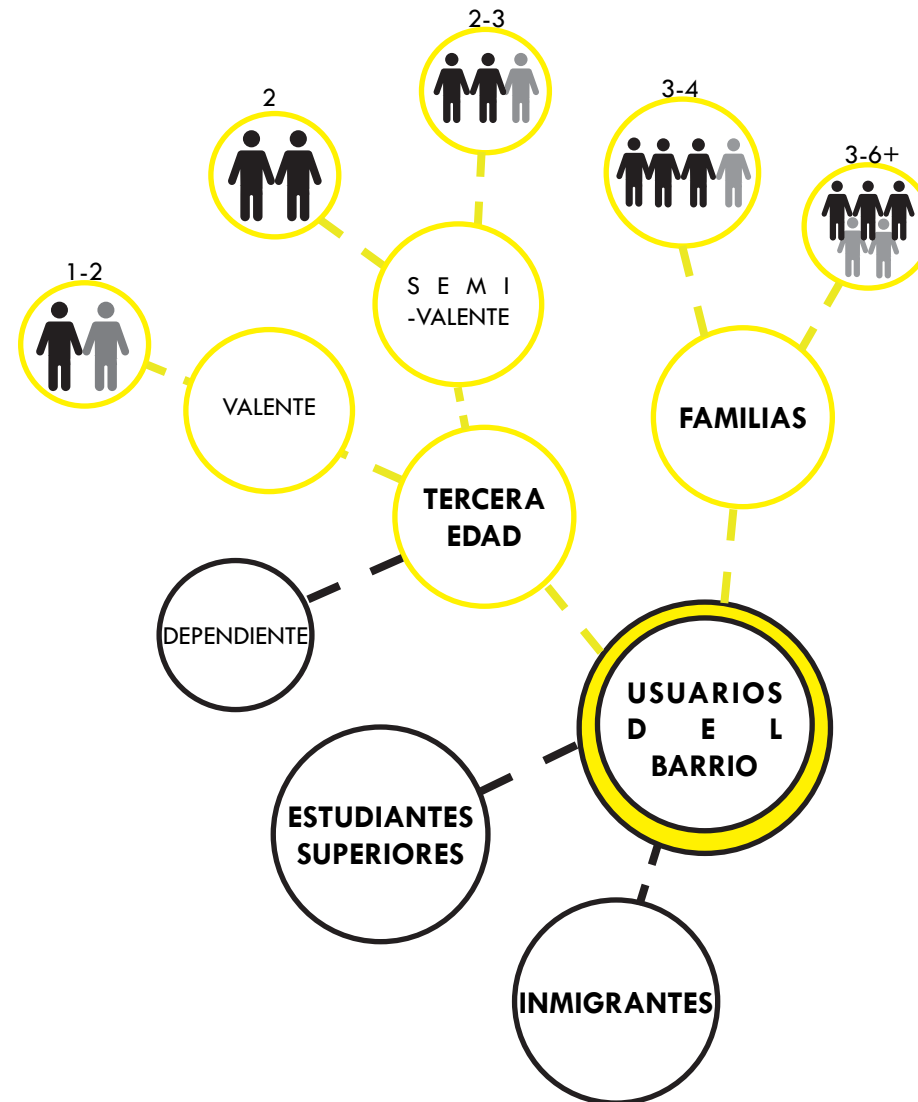 2-3
2
3-4
3-6+
1-2
S E M I
-VALENTE
VALENTE
FAMILIAS
TERCERA
EDAD
DEPENDIENTE
USUARIOS
D E L
BARRIO
ESTUDIANTES
SUPERIORES
INMIGRANTES